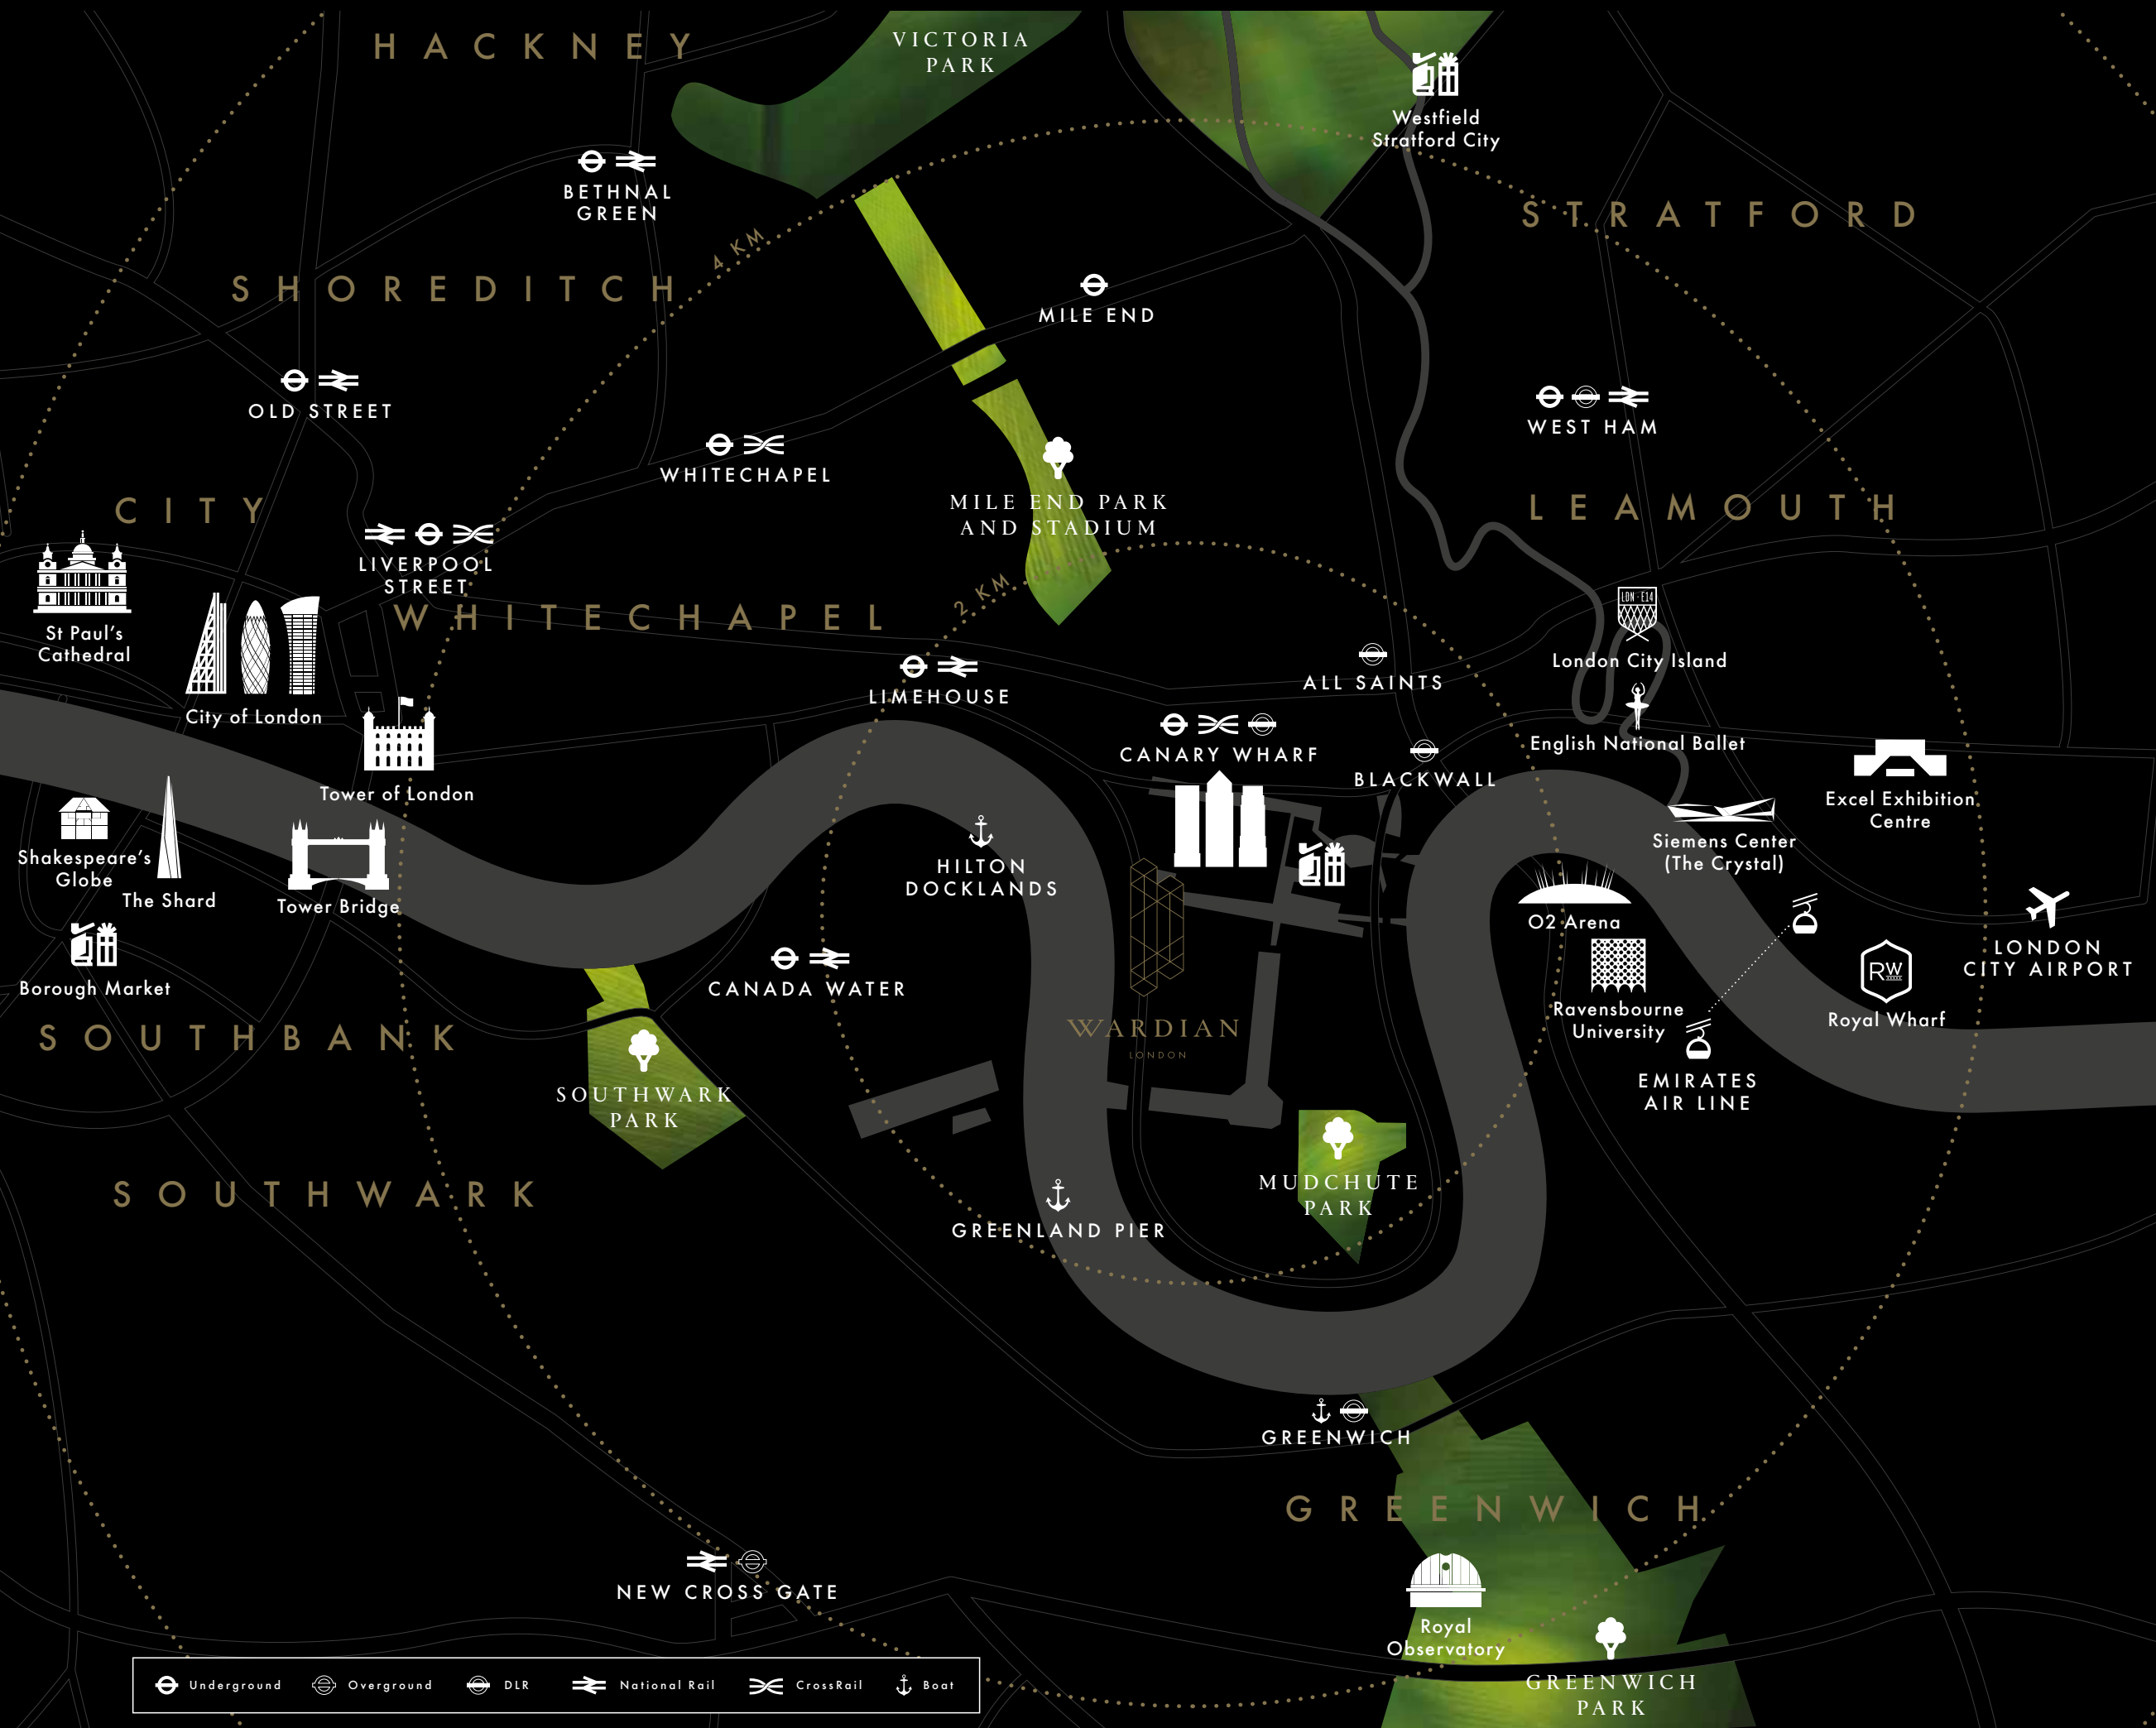 HACKNEY
VICTORIA
PARK
Westfield
Stratford City
BETHNAL
GREEN
STRATFORD
4 KM
SHOREDITCH
MILE END
OLD STREET
WEST HAM
WHITECHAPEL
MILE END PARK
AND STADIUM
CITY
LEAMOUTH
LIVERPOOL
STREET
2 KM
LDN · E14
WHITECHAPEL
St Paul's
Cathedral
London City Island
ALL SAINTS
LIMEHOUSE
City of London
English National Ballet
CANARY WHARF
BLACKWALL
Tower of London
Excel Exhibition
Centre
Siemens Center
(The Crystal)
Shakespeare's
Globe
The Shard
Tower Bridge
HILTON
DOCKLANDS
O2 Arena
LONDON
CITY AIRPORT
RW
Borough Market
CANADA WATER
Ravensbourne
University
Royal Wharf
SOUTHBANK
WARDIAN
LONDON
EMIRATES
AIR LINE
SOUTHWARK
PARK
SOUTHWARK
MUDCHUTE
PARK
GREENLAND PIER
GREENWICH
GREENWICH
NEW CROSS GATE
Royal
Observatory
GREENWICH
PARK
Underground
Overground
DLR
National Rail
CrossRail
Boat